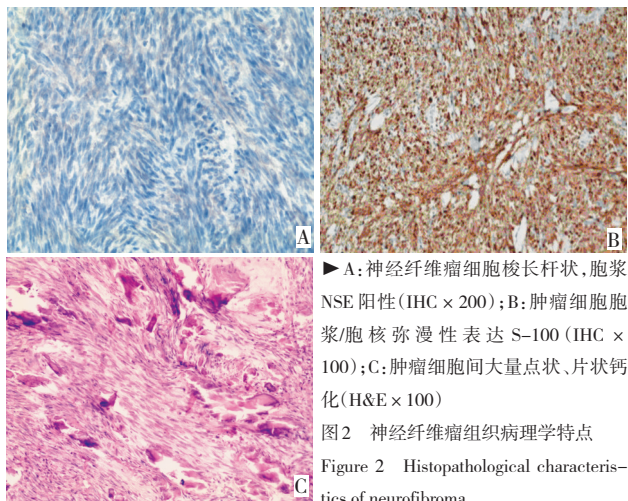 A
B
C
▶A:神经纤维瘤细胞梭长杆状,胞浆
NSE 阳性(IHC × 200);B:肿瘤细胞胞
浆/胞核弥漫性表达 S-100 (IHC ×
100);C:肿瘤细胞间大量点状、片状钙
化(H&E × 100)
图2 神经纤维瘤组织病理学特点
Figure 2 Histopathological characteris-
tics of neurofibroma